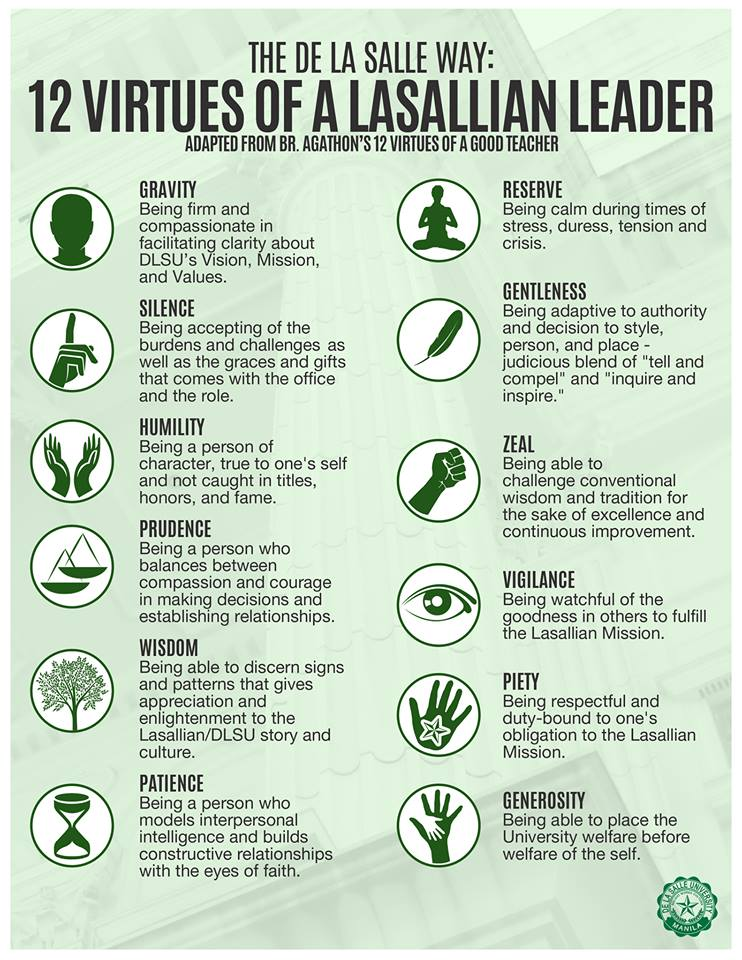 THE DE LA SALLE WAY:
12 VIRTUES OF A LASALLIAN LEADER
ADAPTED FROM BR. AGATHON'S 12 VIRTUES OF A GOOD TEACHER
GRAVITY
Being firm and
compassionate in
facilitating clarity about
DLSU's Vision, Mission,
and Values.
SILENCE
Being accepting of the
burdens and challenges as
well as the graces and gifts
that comes with the office
and the role.
HUMILITY
Being a person of
character, true to one's self
and not caught in titles,
honors, and fame.
PRUDENCE
Being a person who
balances between
compassion and courage
in making decisions and
establishing relationships.
WISDOM
Being able to discern signs
and patterns that gives
appreciation and
enlightenment to the
Lasallian/DLSU story and
culture.
PATIENCE
Being a person who
models interpersonal
intelligence and builds
constructive relationships
with the eyes of faith.
RESERVE
Being calm during times of
stress, duress, tension and
crisis.
GENTLENESS
Being adaptive to authority
and decision to style,
person, and place -
judicious blend of "tell and
compel" and "inquire and
inspire."
ZEAL
Being able to
challenge conventional
wisdom and tradition for
the sake of excellence and
continuous improvement.
VIGILANCE
Being watchful of the
goodness in others to fulfill
the Lasallian Mission.
PIETY
Being respectful and
duty-bound to one's
obligation to the Lasallian
Mission.
GENEROSITY
Being able to place the
University welfare before
welfare of the self.
DE LA SALLE UNIVERSITY
MANILA